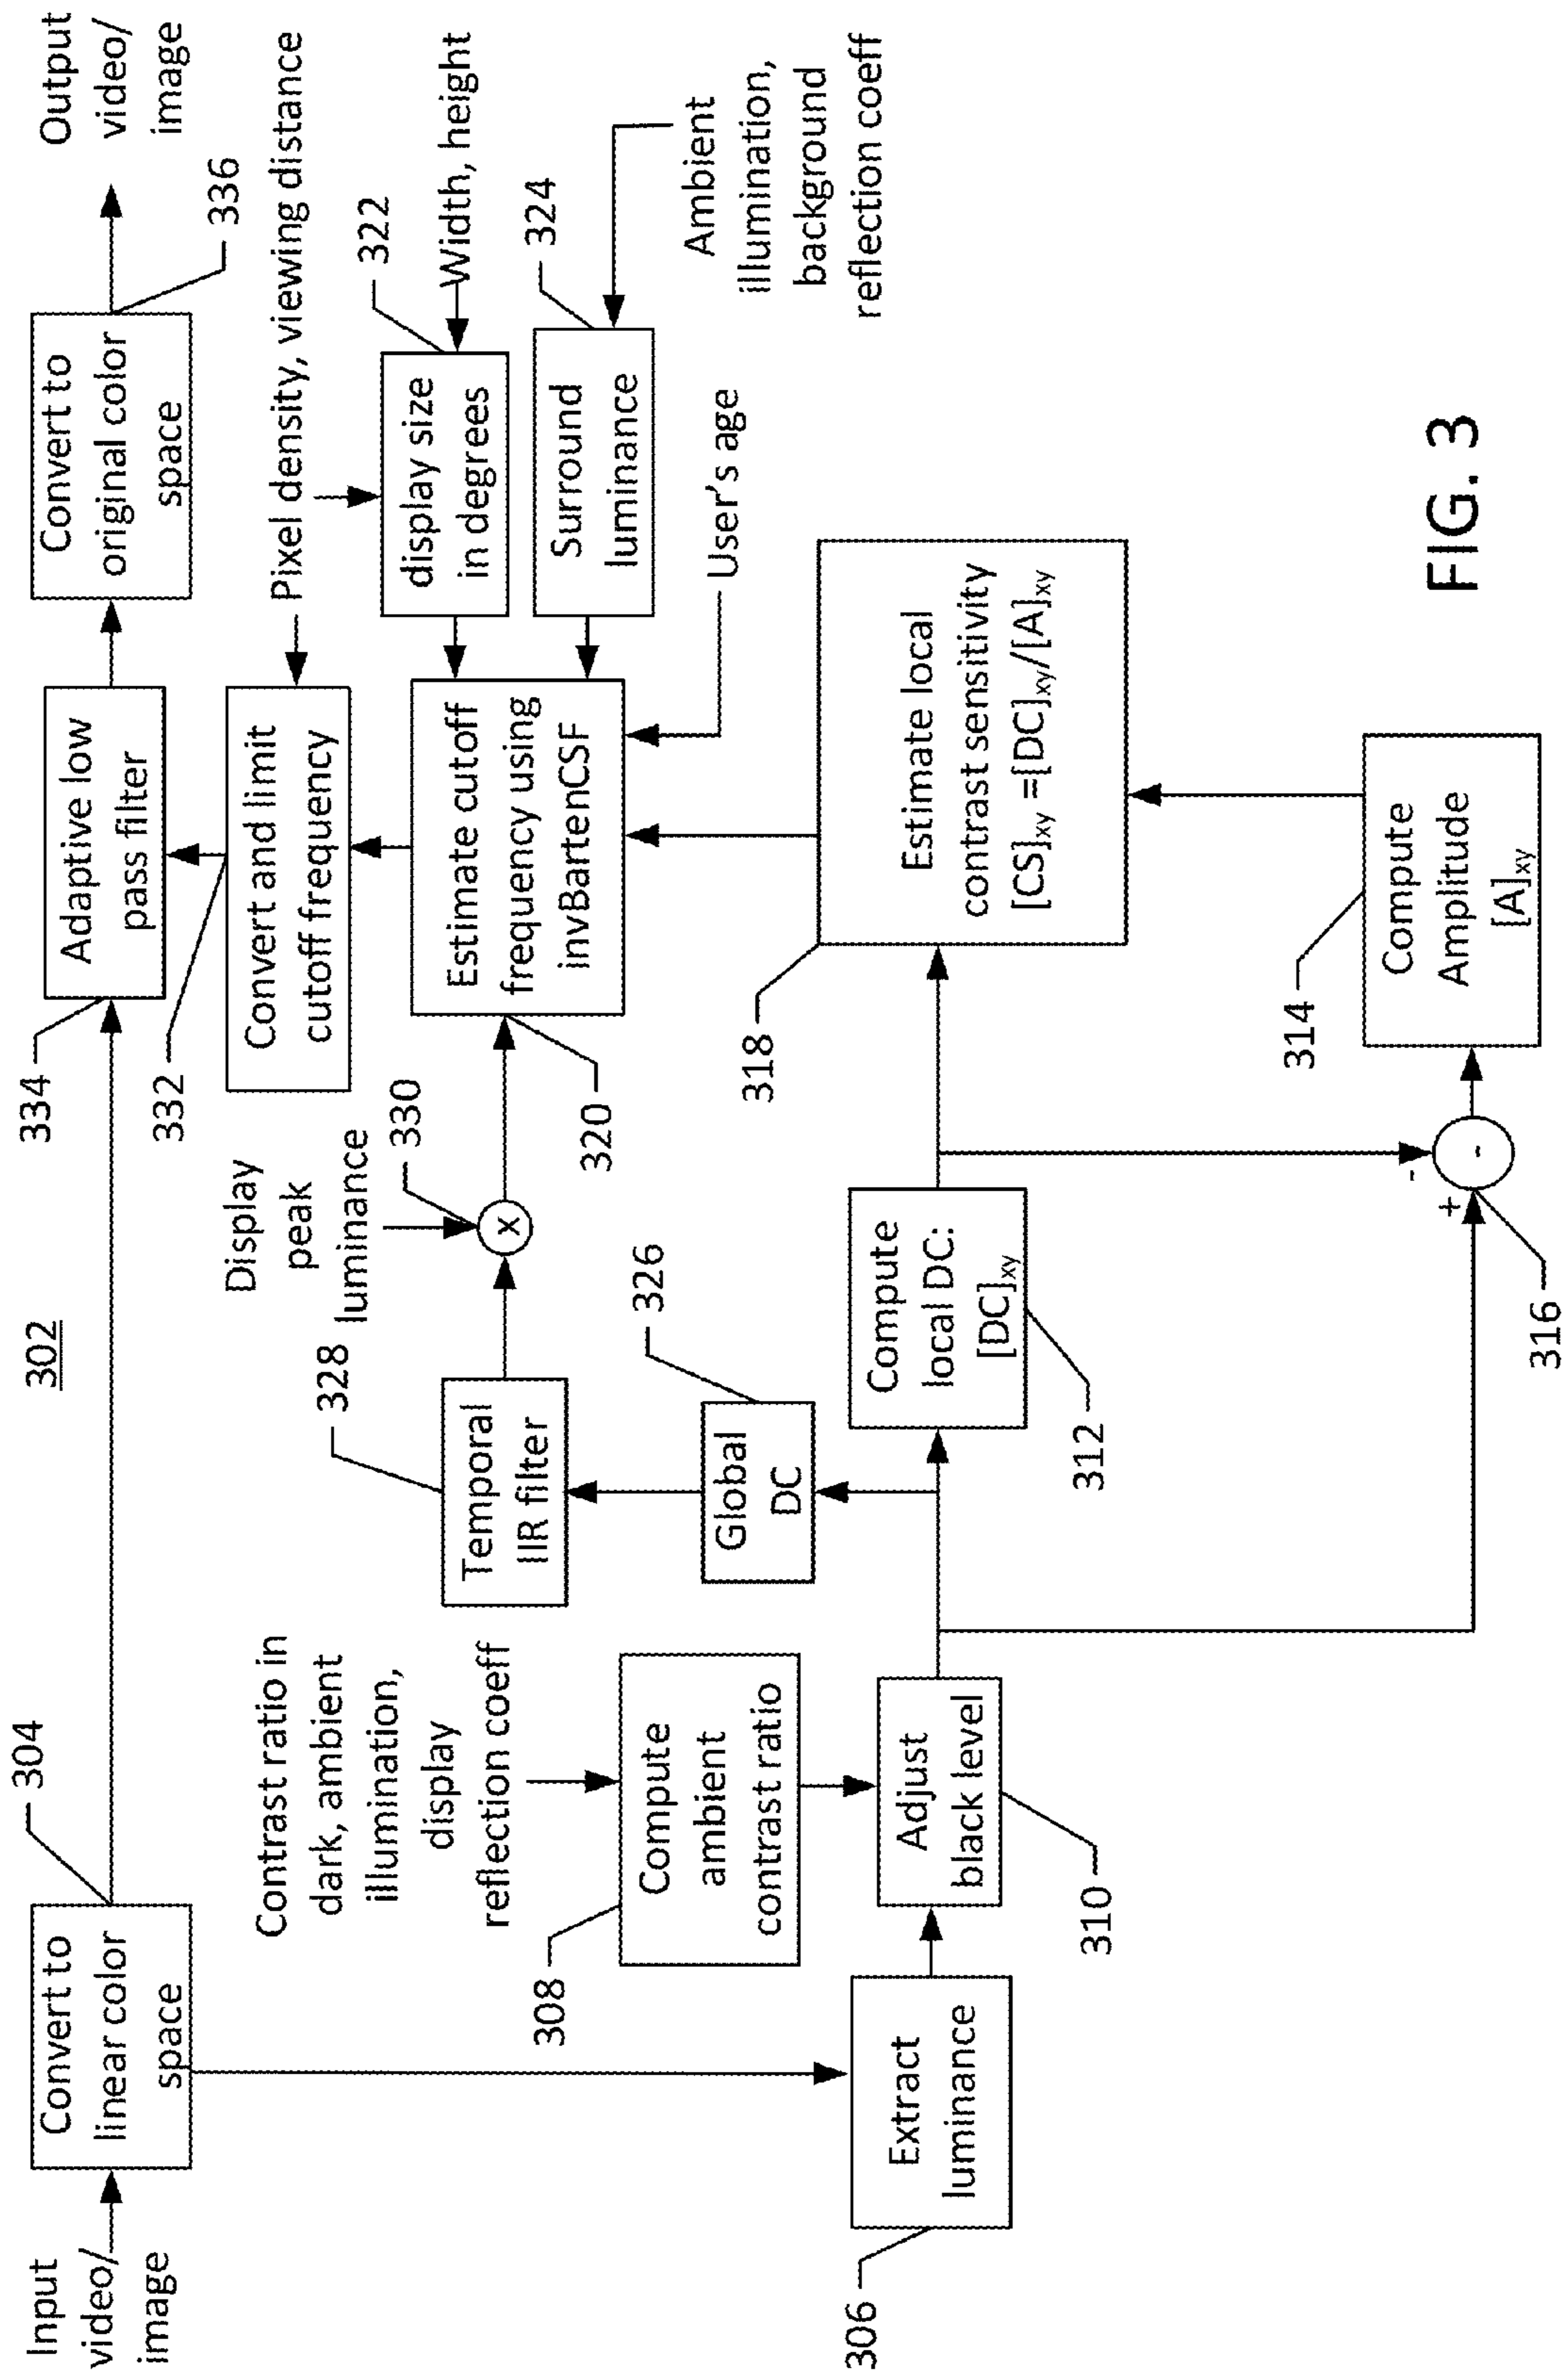 302
Input
video/
image
Convert to
linear color
space
304
Adaptive low
pass filter
334
Convert to
original color
space
336
Output
video/
image
332
Convert and limit
cutoff frequency
Pixel density, viewing distance
Display
peak
luminance
330
x
Contrast ratio in
dark, ambient
illumination,
display
reflection coeff
328
Temporal
IIR filter
Estimate cutoff
frequency using
invBartenCSF
320
display size
in degrees
322
Width, height
Surround
luminance
324
Ambient
illumination,
background
reflection coeff
User's age
308
Compute
ambient
contrast ratio
326
Global
DC
306
Extract
luminance
Adjust
black level
310
Compute
local DC:
[DC]xy
312
318
Estimate local
contrast sensitivity
[CS]xy =[DC]xy/[A]xy
314
Compute
Amplitude
[A]xy
+
-
-
316
FIG. 3